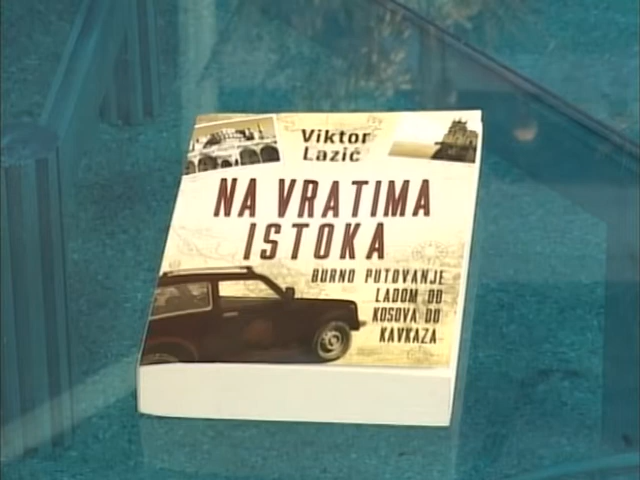 Viktor
Lazić
NA VRATIMA
ISTOKA
BURNO PUTOVANJE
LADOM OD
KOSOVA DO
KAVKAZA